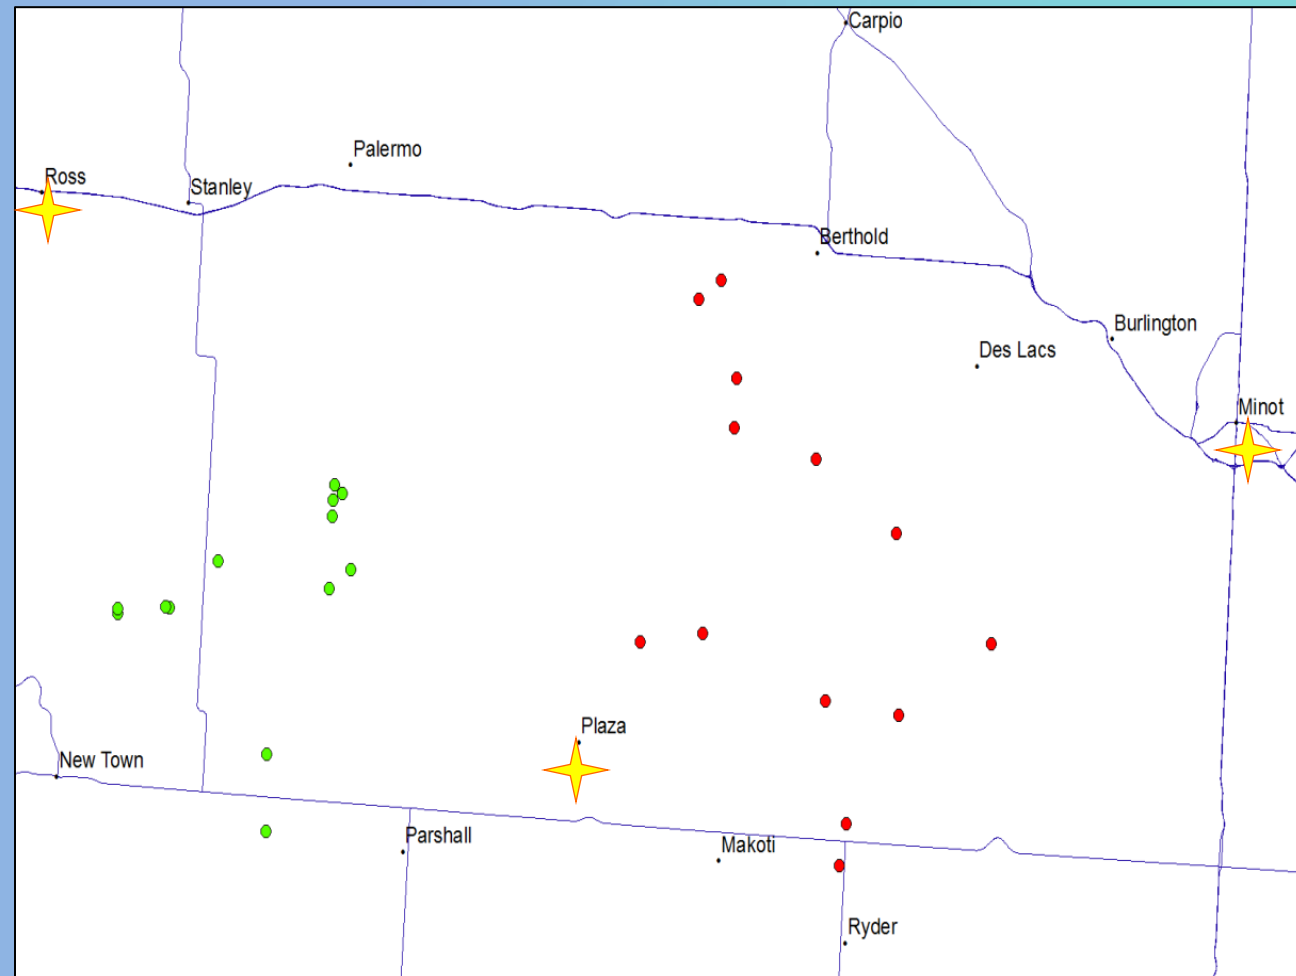 Carpio
Palermo
Ross
Stanley
Berthold
Burlington
Des Lacs
Minot
Plaza
New Town
Parshall
Makoti
Ryder